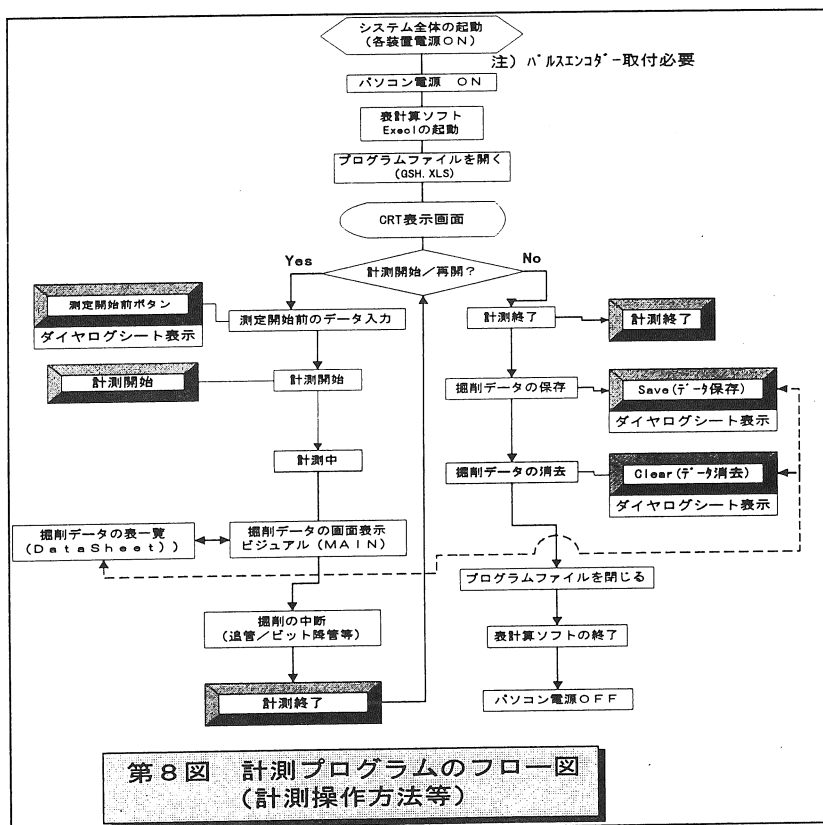 システム全体の起動
(各装置電源ON)
注) パルスエンコーダー取付必要
パソコン電源 ON
表計算ソフト
Execlの起動
プログラムファイルを開く
(GSH.XLS)
CRT表示画面
計測開始/再開?
Yes
No
測定開始前ボタン
ダイヤログシート表示
測定開始前のデータ入力
計測開始
計測開始
計測中
掘削データの表一覧
(DataSheet))
掘削データの画面表示
ビジュアル(MAIN)
掘削の中断
(追管/ビット降管等)
計測終了
計測終了
計測終了
掘削データの保存
Save(データ保存)
ダイヤログシート表示
掘削データの消去
Clear(データ消去)
ダイヤログシート表示
プログラムファイルを閉じる
表計算ソフトの終了
パソコン電源OFF
第8図 計測プログラムのフロー図
(計測操作方法等)